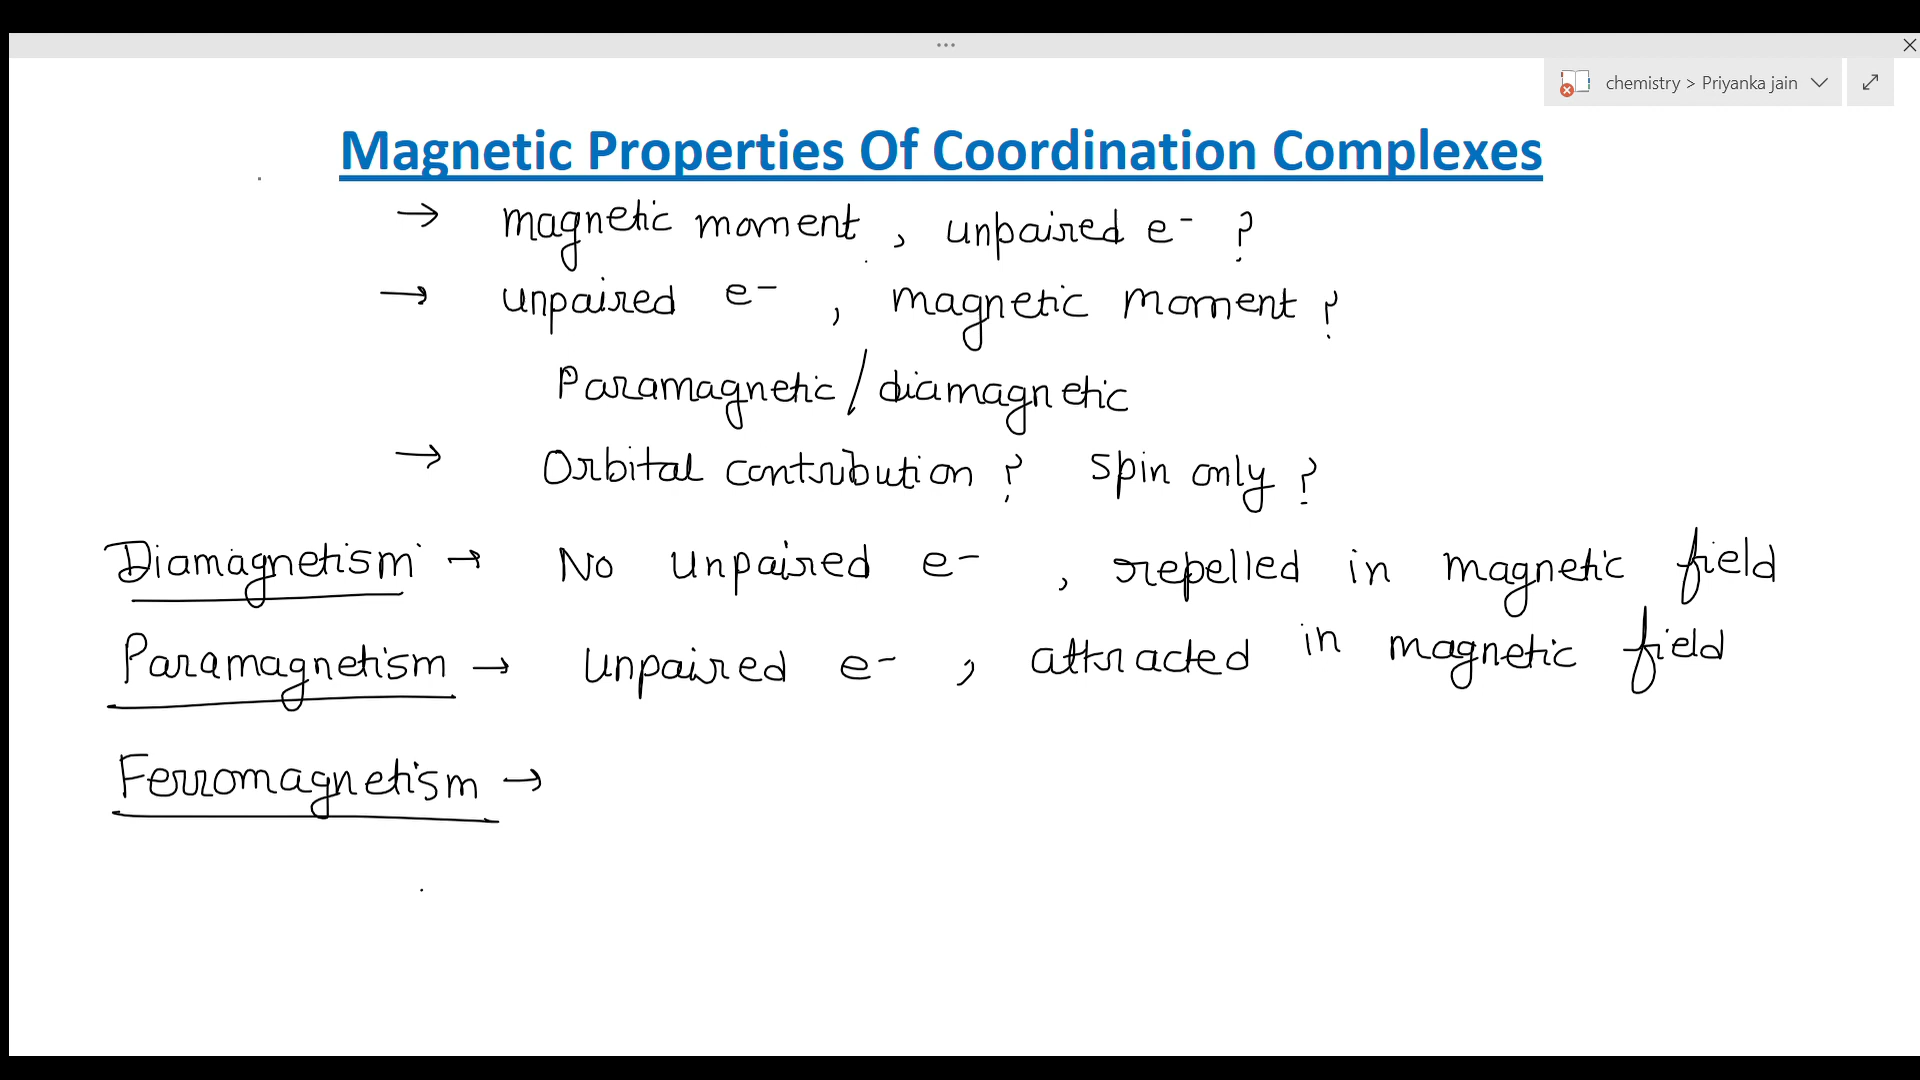 chemistry > Priyanka jain
Magnetic Properties Of Coordination Complexes
→ magnetic moment , unpaired e⁻ ?
→ unpaired e⁻ , magnetic moment ?
Paramagnetic / diamagnetic
→ Orbital contribution ? Spin only ?
Diamagnetism → No unpaired e⁻ , repelled in magnetic field
Paramagnetism → unpaired e⁻ , attracted in magnetic field
Ferromagnetism →